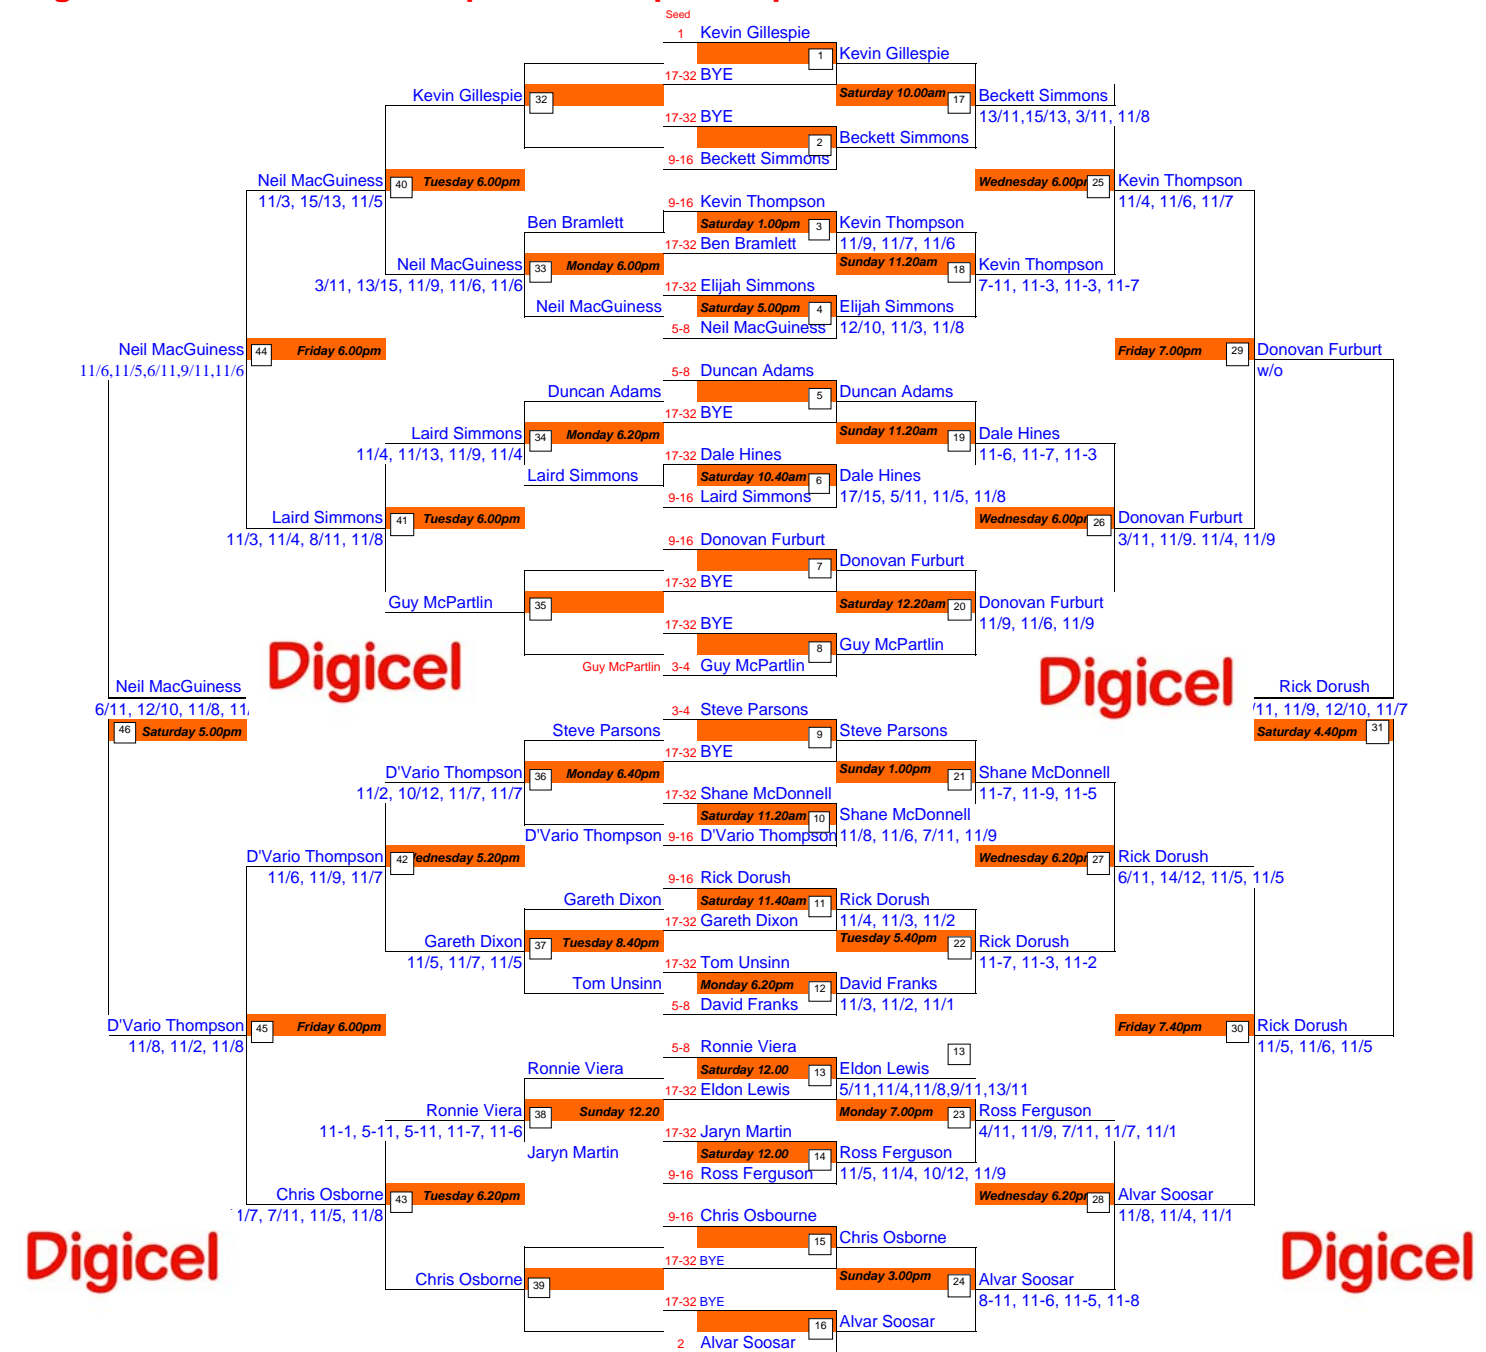 Seed
1 Kevin Gillespie
1 Kevin Gillespie
17-32 BYE
Kevin Gillespie 32 Saturday 10.00am 17 Beckett Simmons
13/11,15/13, 3/11, 11/8
17-32 BYE
2 Beckett Simmons
9-16 Beckett Simmons
Neil MacGuiness 40 Tuesday 6.00pm Wednesday 6.00pm 25 Kevin Thompson
11/3, 15/13, 11/5 9-16 Kevin Thompson 11/4, 11/6, 11/7
Ben Bramlett Saturday 1.00pm 3 Kevin Thompson
17-32 Ben Bramlett 11/9, 11/7, 11/6
Neil MacGuiness 33 Monday 6.00pm Sunday 11.20am 18 Kevin Thompson
3/11, 13/15, 11/9, 11/6, 11/6 17-32 Elijah Simmons 7-11, 11-3, 11-3, 11-7
Neil MacGuiness Saturday 5.00pm 4 Elijah Simmons
5-8 Neil MacGuiness 12/10, 11/3, 11/8
Neil MacGuiness 44 Friday 6.00pm Friday 7.00pm 29 Donovan Furburt
11/6,11/5,6/11,9/11,11/6 5-8 Duncan Adams w/o
Duncan Adams 5 Duncan Adams
17-32 BYE
Laird Simmons 34 Monday 6.20pm Sunday 11.20am 19 Dale Hines
11/4, 11/13, 11/9, 11/4 17-32 Dale Hines 11-6, 11-7, 11-3
Laird Simmons Saturday 10.40am 6 Dale Hines
9-16 Laird Simmons 17/15, 5/11, 11/5, 11/8
Laird Simmons 41 Tuesday 6.00pm Wednesday 6.00pm 26 Donovan Furburt
11/3, 11/4, 8/11, 11/8 9-16 Donovan Furburt 3/11, 11/9. 11/4, 11/9
7 Donovan Furburt
17-32 BYE
Guy McPartlin 35 Saturday 12.20am 20 Donovan Furburt
17-32 BYE 11/9, 11/6, 11/9
8 Guy McPartlin
Guy McPartlin 3-4 Guy McPartlin
Digicel
Digicel
Neil MacGuiness Rick Dorush
6/11, 12/10, 11/8, 11/ 3-4 Steve Parsons /11, 11/9, 12/10, 11/7
46 Saturday 5.00pm Steve Parsons 9 Steve Parsons Saturday 4.40pm 31
17-32 BYE
D'Vario Thompson 36 Monday 6.40pm Sunday 1.00pm 21 Shane McDonnell
11/2, 10/12, 11/7, 11/7 17-32 Shane McDonnell 11-7, 11-9, 11-5
Saturday 11.20am 10 Shane McDonnell
D'Vario Thompson 9-16 D'Vario Thompson 11/8, 11/6, 7/11, 11/9
D'Vario Thompson 42 ednesday 5.20pm Wednesday 6.20pm 27 Rick Dorush
11/6, 11/9, 11/7 9-16 Rick Dorush 6/11, 14/12, 11/5, 11/5
Gareth Dixon Saturday 11.40am 11 Rick Dorush
17-32 Gareth Dixon 11/4, 11/3, 11/2
Gareth Dixon 37 Tuesday 8.40pm Tuesday 5.40pm 22 Rick Dorush
11/5, 11/7, 11/5 17-32 Tom Unsinn 11-7, 11-3, 11-2
Tom Unsinn Monday 6.20pm 12 David Franks
5-8 David Franks 11/3, 11/2, 11/1
D'Vario Thompson 45 Friday 6.00pm Friday 7.40pm 30 Rick Dorush
11/8, 11/2, 11/8 5-8 Ronnie Viera 13 11/5, 11/6, 11/5
Ronnie Viera Saturday 12.00 13 Eldon Lewis
17-32 Eldon Lewis 5/11,11/4,11/8,9/11,13/11
Ronnie Viera 38 Sunday 12.20 Monday 7.00pm 23 Ross Ferguson
11-1, 5-11, 5-11, 11-7, 11-6 17-32 Jaryn Martin 4/11, 11/9, 7/11, 11/7, 11/1
Jaryn Martin Saturday 12.00 14 Ross Ferguson
9-16 Ross Ferguson 11/5, 11/4, 10/12, 11/9
Chris Osborne 43 Tuesday 6.20pm Wednesday 6.20pm 28 Alvar Soosar
1/7, 7/11, 11/5, 11/8 9-16 Chris Osbourne 11/8, 11/4, 11/1
15 Chris Osborne
17-32 BYE
Digicel
Digicel
Chris Osborne 39 Sunday 3.00pm 24 Alvar Soosar
17-32 BYE 8-11, 11-6, 11-5, 11-8
16 Alvar Soosar
2 Alvar Soosar